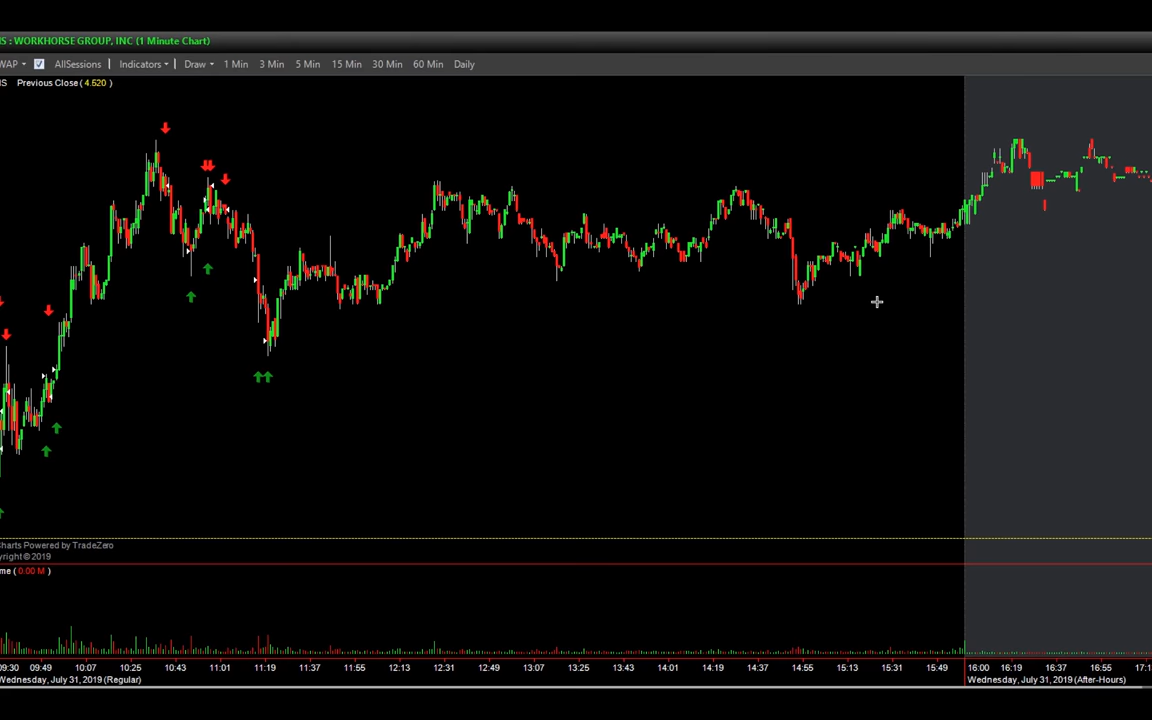 S : WORKHORSE GROUP, INC (1 Minute Chart)
WAP AllSessions Indicators Draw 1 Min 3 Min 5 Min 15 Min 30 Min 60 Min Daily
IS Previous Close ( 4.520 )
harts Powered by TradeZero
yright © 2019
me ( 0.00 M )
09:30 09:49 10:07 10:25 10:43 11:01 11:19 11:37 11:55 12:13 12:31 12:49 13:07 13:25 13:43 14:01 14:19 14:37 14:55 15:13 15:31 15:49 16:00 16:19 16:37 16:55 17:1
Wednesday, July 31, 2019 (Regular) Wednesday, July 31, 2019 (After-Hours)